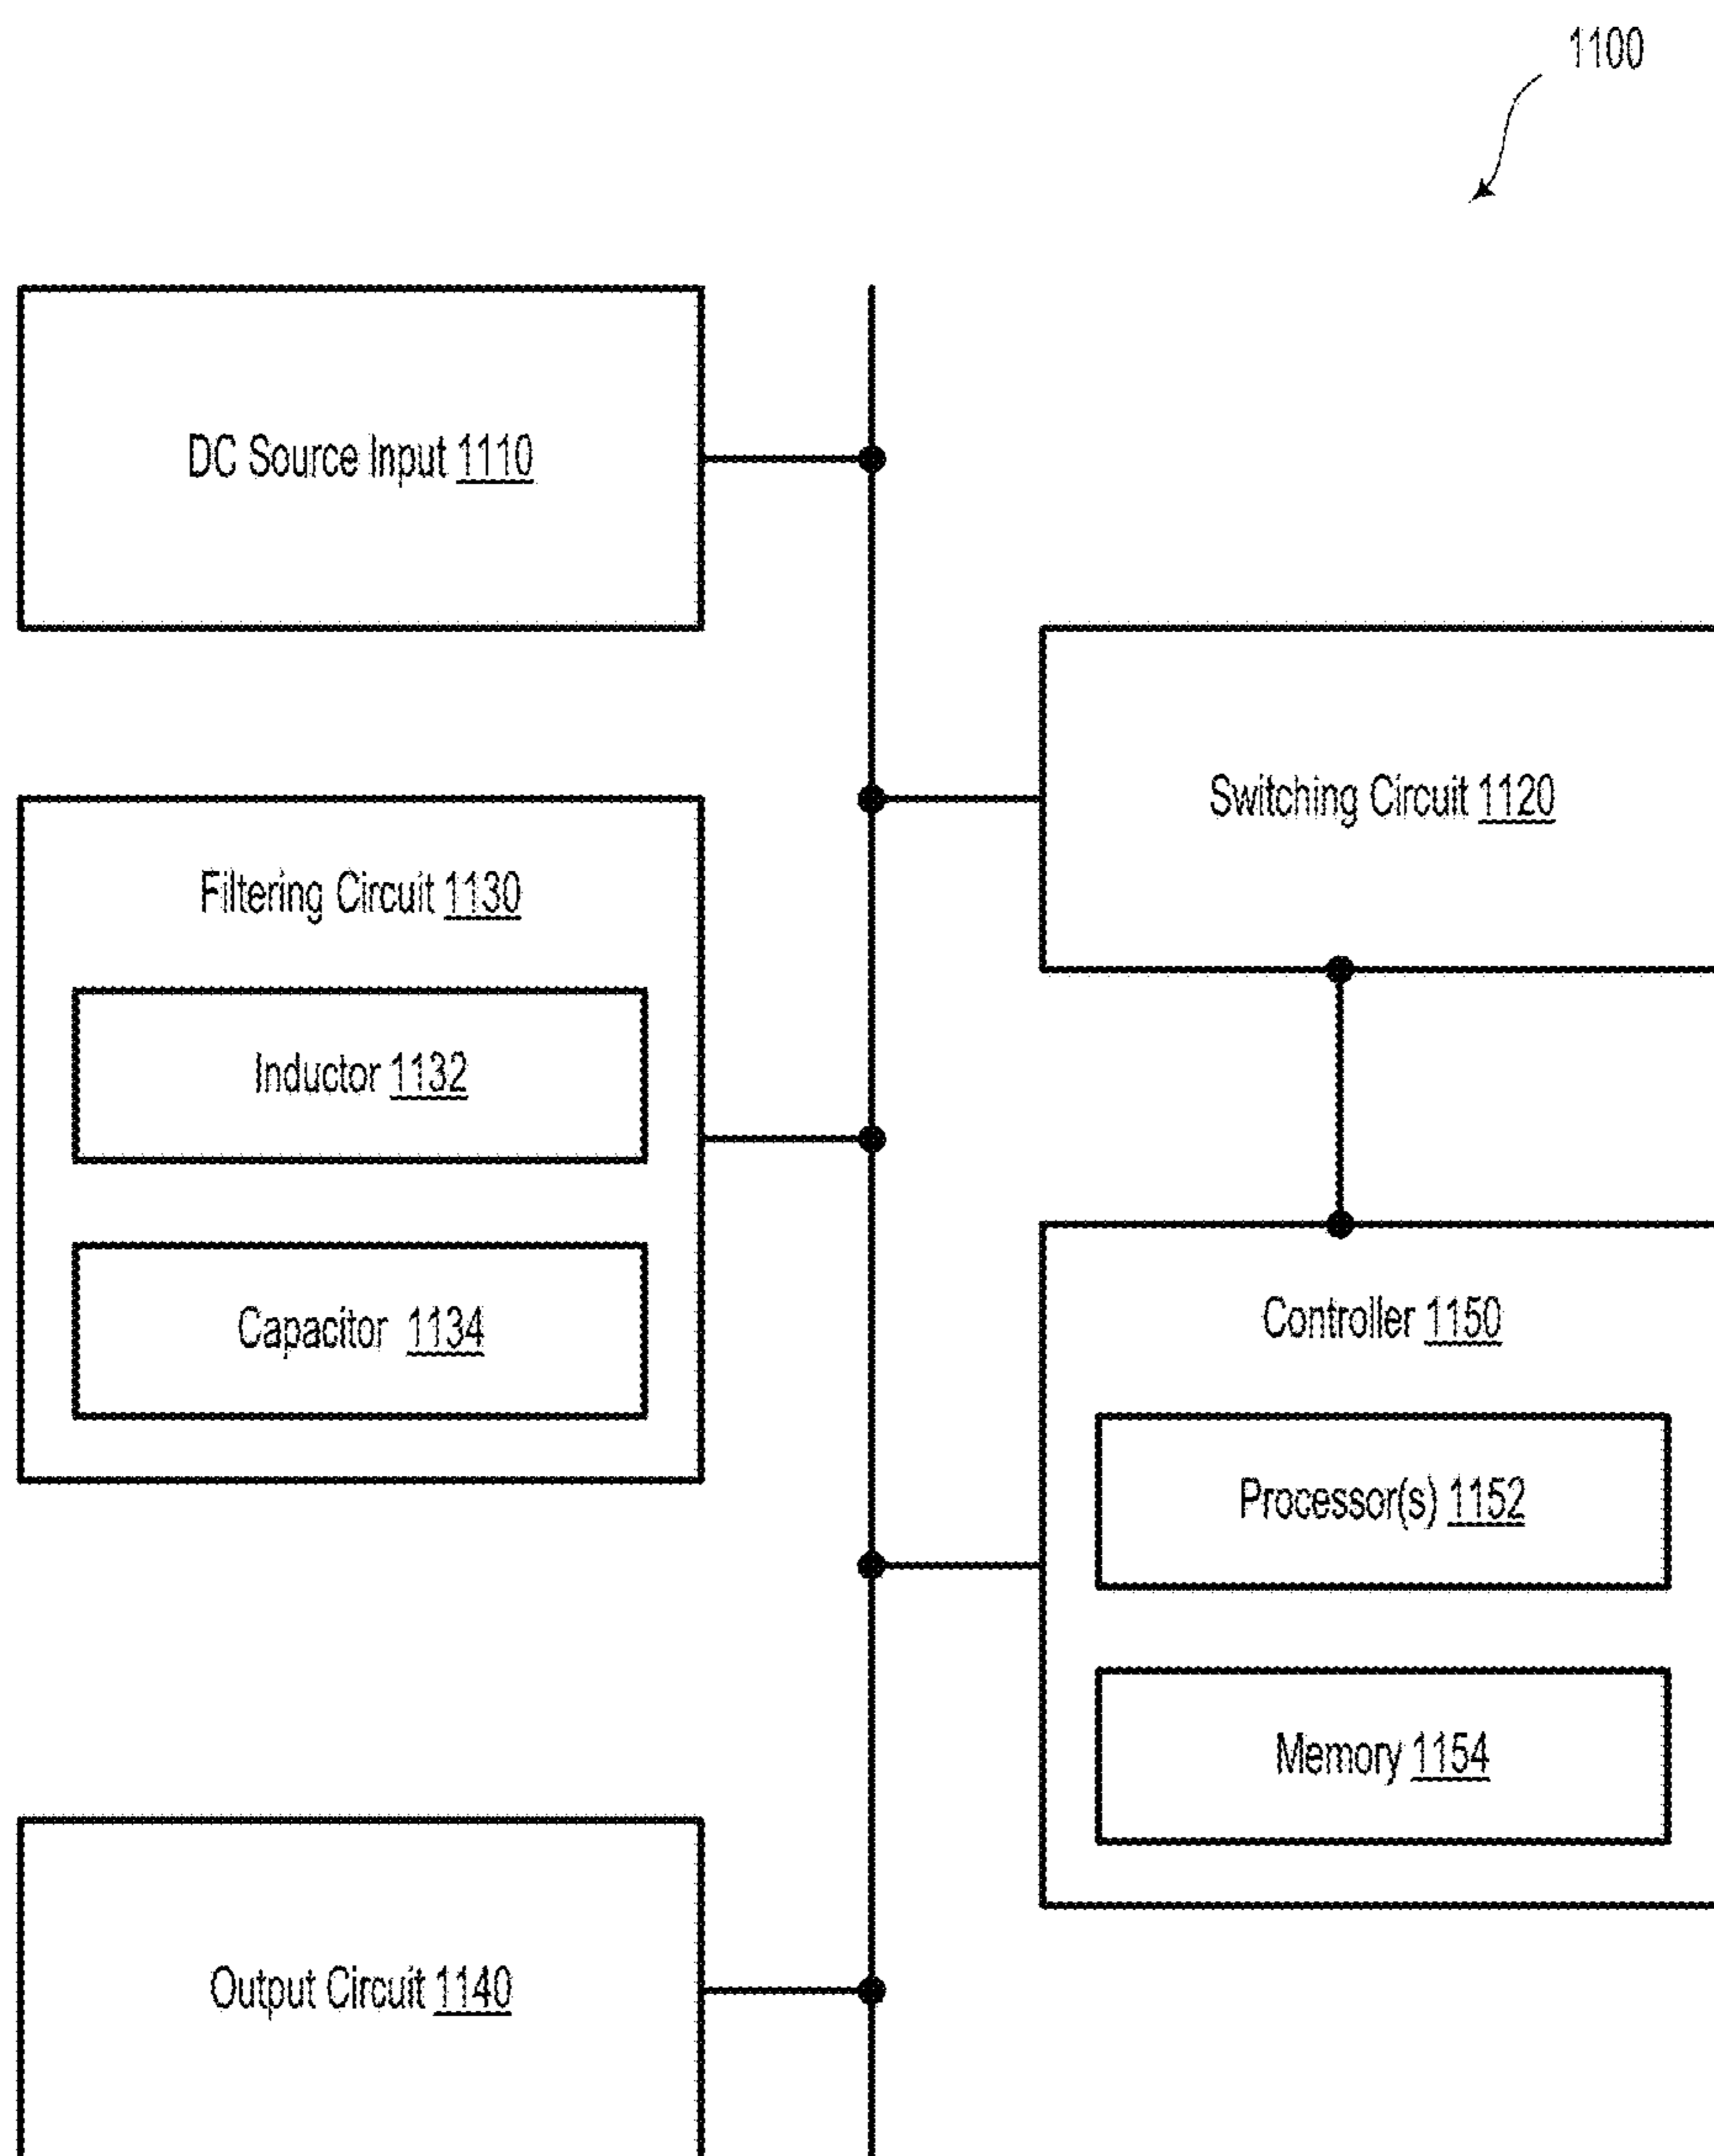 1100
DC Source Input 1110
Switching Circuit 1120
Filtering Circuit 1130
Inductor 1132
Capacitor 1134
Controller 1150
Processor(s) 1152
Memory 1154
Output Circuit 1140